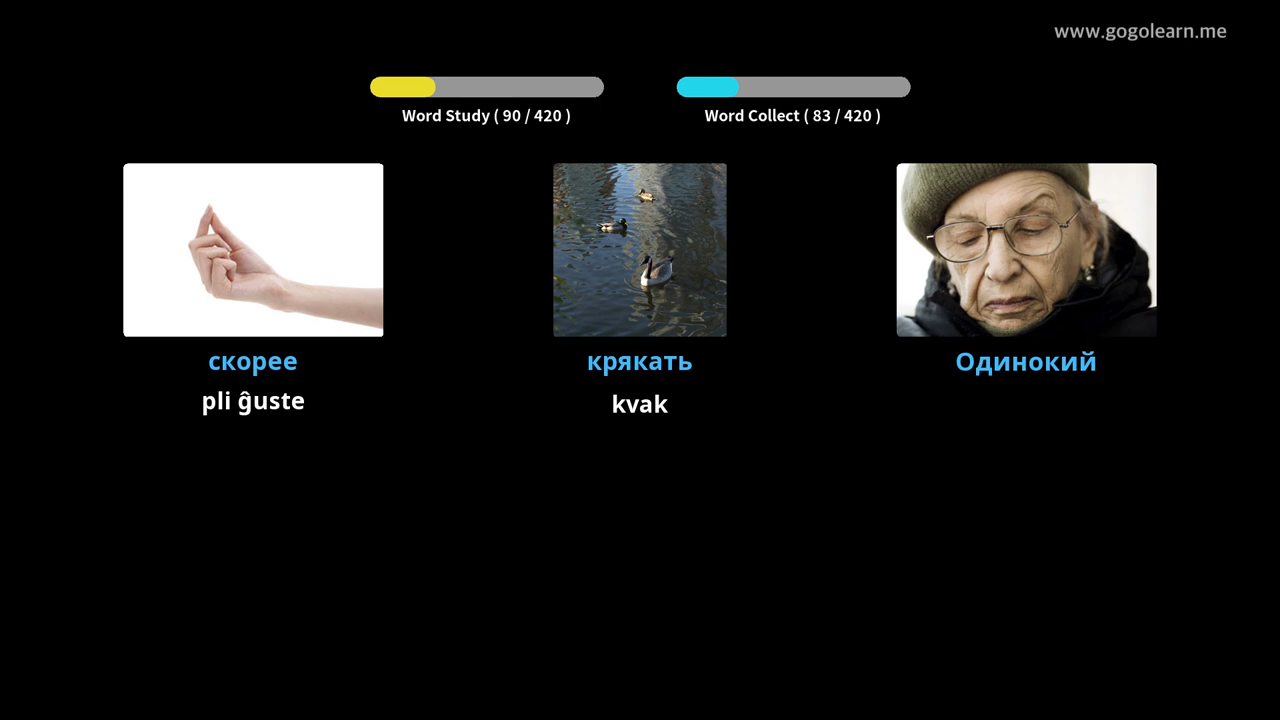 www.gogolearn.me
Word Study ( 90 / 420 )
Word Collect ( 83 / 420 )
скорее
крякать
Одинокий
pli ĝuste
kvak